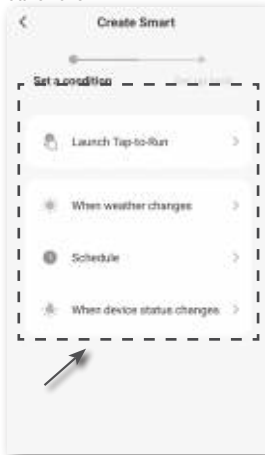 Create Smart
Set a condition
Launch Tap-to-Run
When weather changes
Schedule
When device status changes